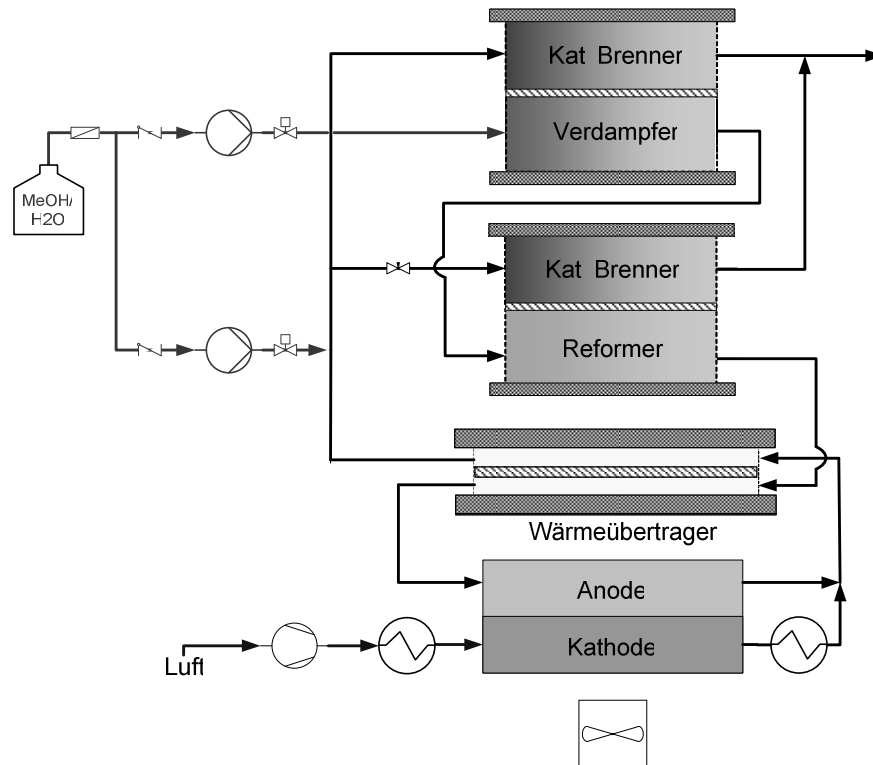 Kat Brenner
Verdampfer
MeOH/
H2O
Kat Brenner
Reformer
Wärmeübertrager
Anode
Kathode
Luft